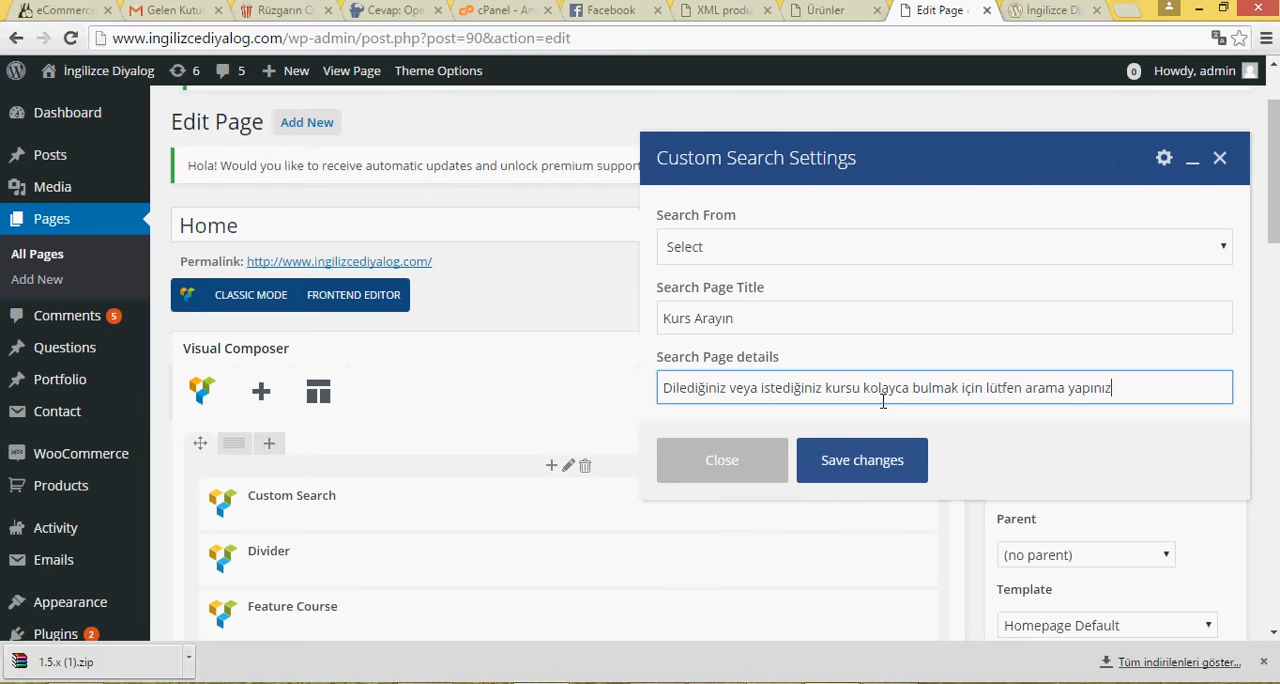 eCommerc
Gelen Kutu
Rüzgarın O
Cevap: Ope
cPanel - An
Facebook
XML produ
Ürünler
Edit Page
İngilizce Di
www.ingilizcediyalog.com/wp-admin/post.php?post=90&action=edit
İngilizce Diyalog 6 5 New View Page Theme Options 0 Howdy, admin
Dashboard
Posts
Media
Pages
All Pages
Add New
Comments 5
Questions
Portfolio
Contact
WooCommerce
Products
Activity
Emails
Appearance
Plugins 2
Edit Page Add New
Hola! Would you like to receive automatic updates and unlock premium suppor
Home
Permalink: http://www.ingilizcediyalog.com/
CLASSIC MODE FRONTEND EDITOR
Visual Composer
Custom Search
Divider
Feature Course
Custom Search Settings
Search From
Select
Search Page Title
Kurs Arayın
Search Page details
Dilediğiniz veya istediğiniz kursu kolayca bulmak için lütfen arama yapınız
Close Save changes
Parent
(no parent)
Template
Homepage Default
1.5.x (1).zip
Tüm indirilenleri göster...